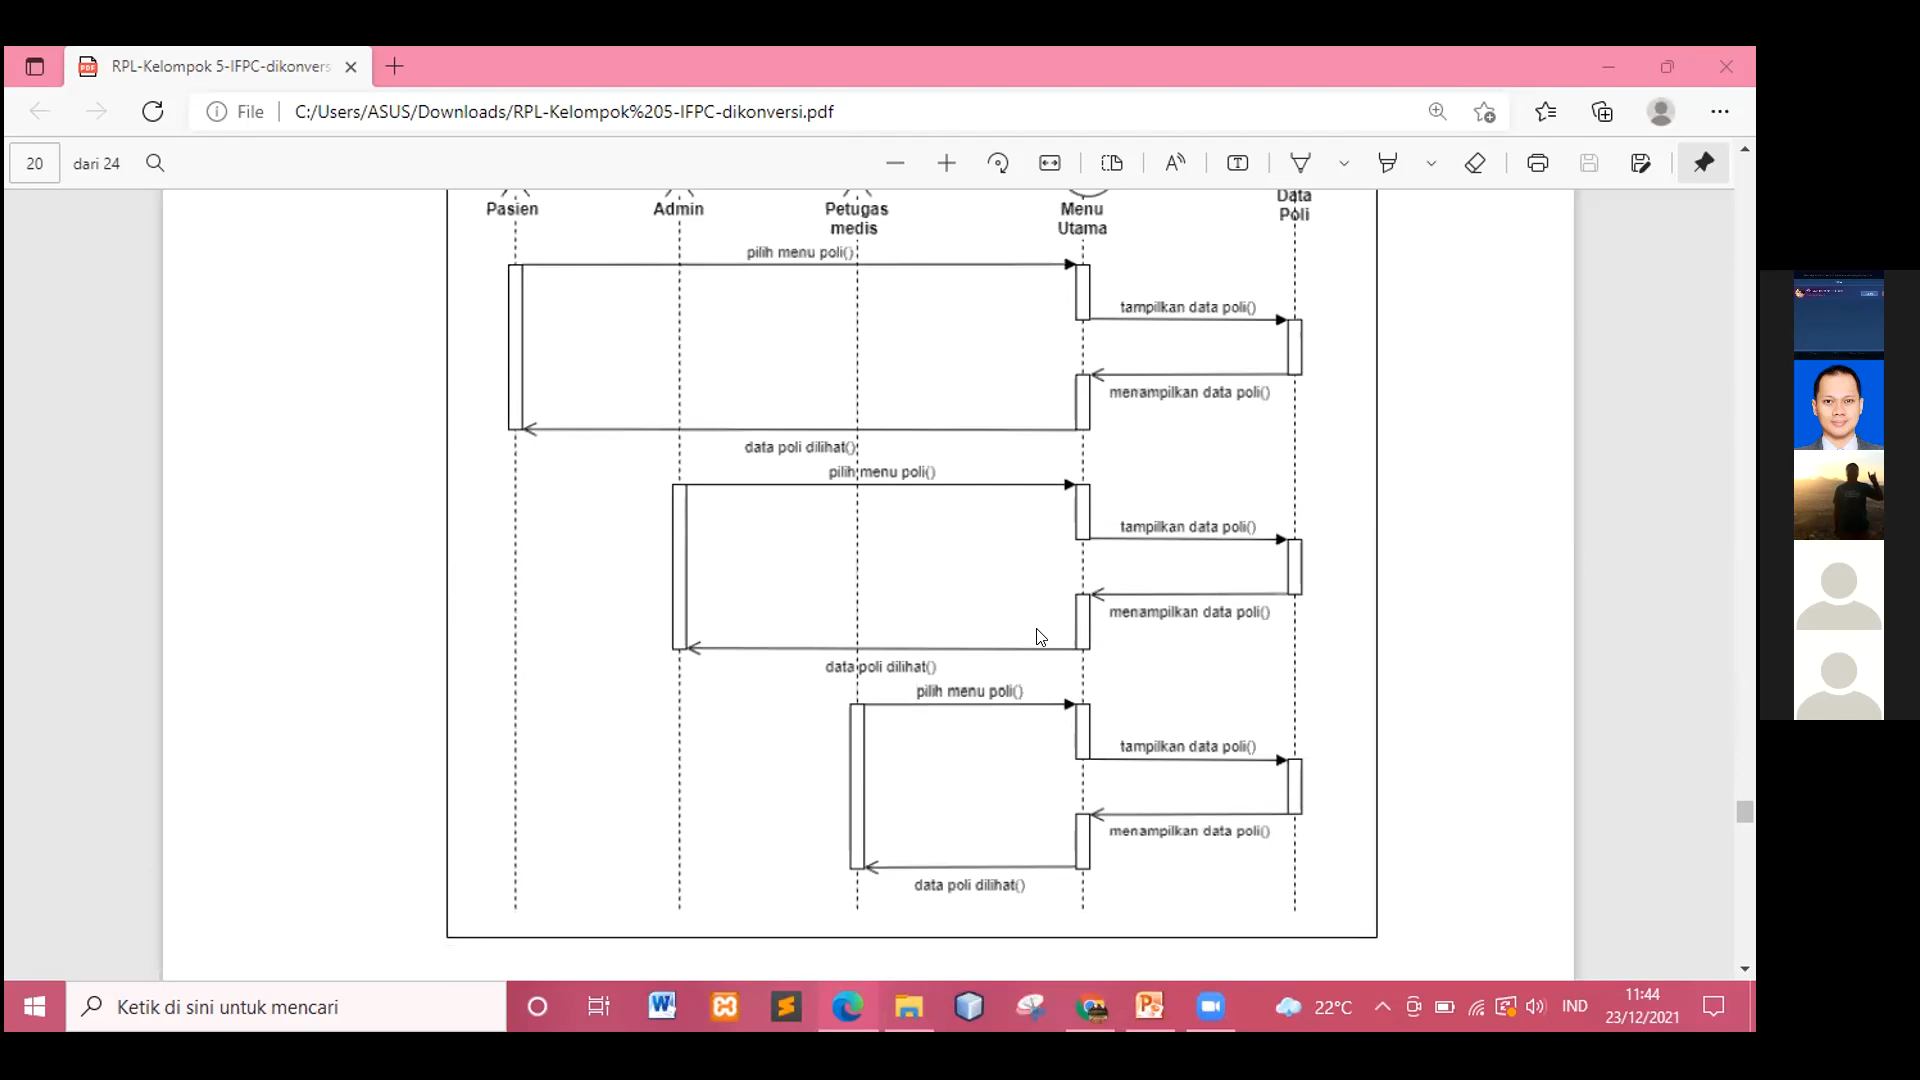 RPL-Kelompok 5-IFPC-dikonvers
File
C:/Users/ASUS/Downloads/RPL-Kelompok%205-IFPC-dikonversi.pdf
20 dari 24
Pasien
Admin
Petugas
medis
Menu
Utama
Data
Poli
pilih menu poli()
tampilkan data poli()
menampilkan data poli()
data poli dilihat()
pilih menu poli()
tampilkan data poli()
menampilkan data poli()
data poli dilihat()
pilih menu poli()
tampilkan data poli()
menampilkan data poli()
data poli dilihat()
Ketik di sini untuk mencari
22°C
IND
11:44
23/12/2021